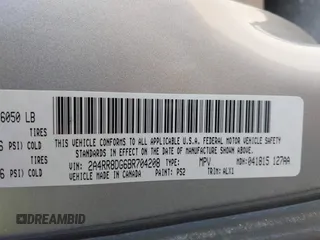 6050 LB
TIRES
PSI) COLD
TIRES
PSI) COLD
THIS VEHICLE CONFORMS TO ALL APPLICABLE U.S.A. FEDERAL MOTOR VEHICLE SAFETY
STANDARDS IN EFFECT ON THE DATE OF MANUFACTURE SHOWN ABOVE.
VIN: 2A4RR8DG6BR704208 TYPE: MPV MDH: 041815 127AA
VEHICLE MADE IN CANADA PAINT: PS2 TRIM: ALX1
DREAMBID